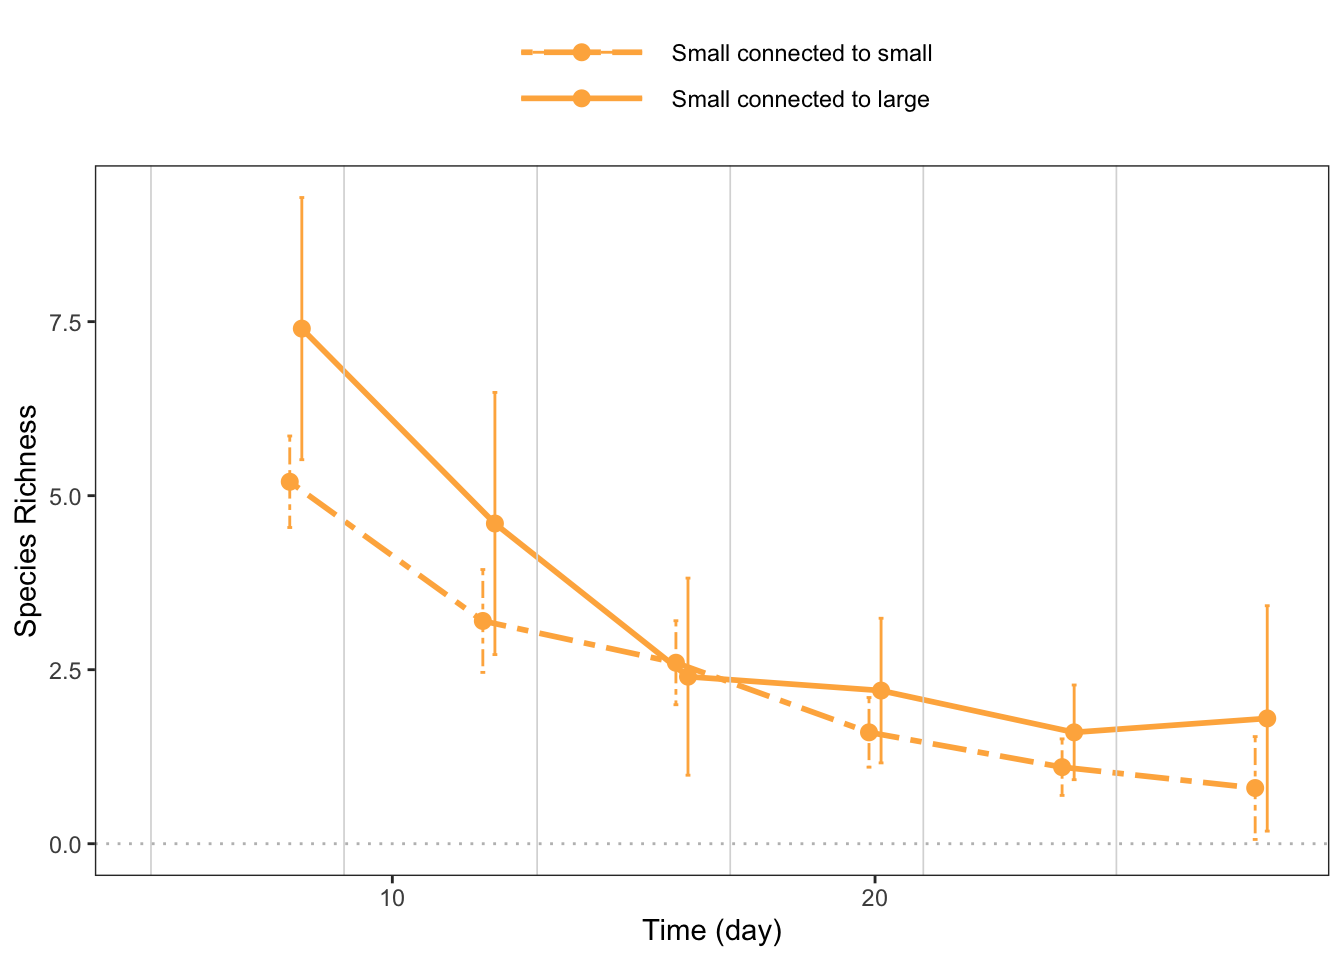 Small connected to small
Small connected to large
7.5
5.0
2.5
0.0
Species Richness
10
20
Time (day)